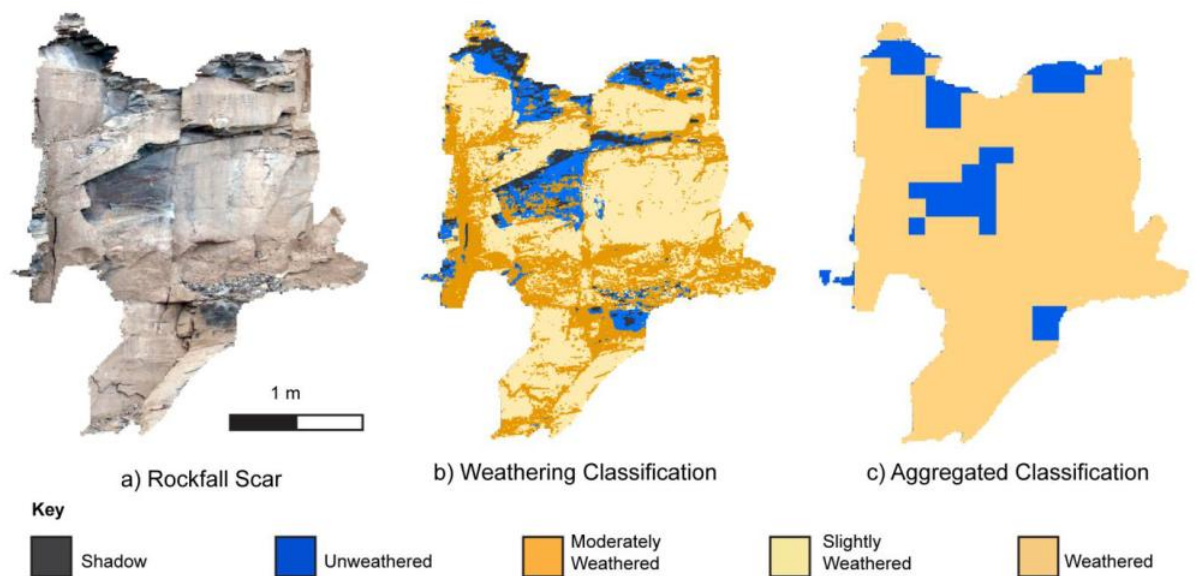 1 m
a) Rockfall Scar
b) Weathering Classification
c) Aggregated Classification
Key
Shadow
Unweathered
Moderately
Weathered
Slightly
Weathered
Weathered